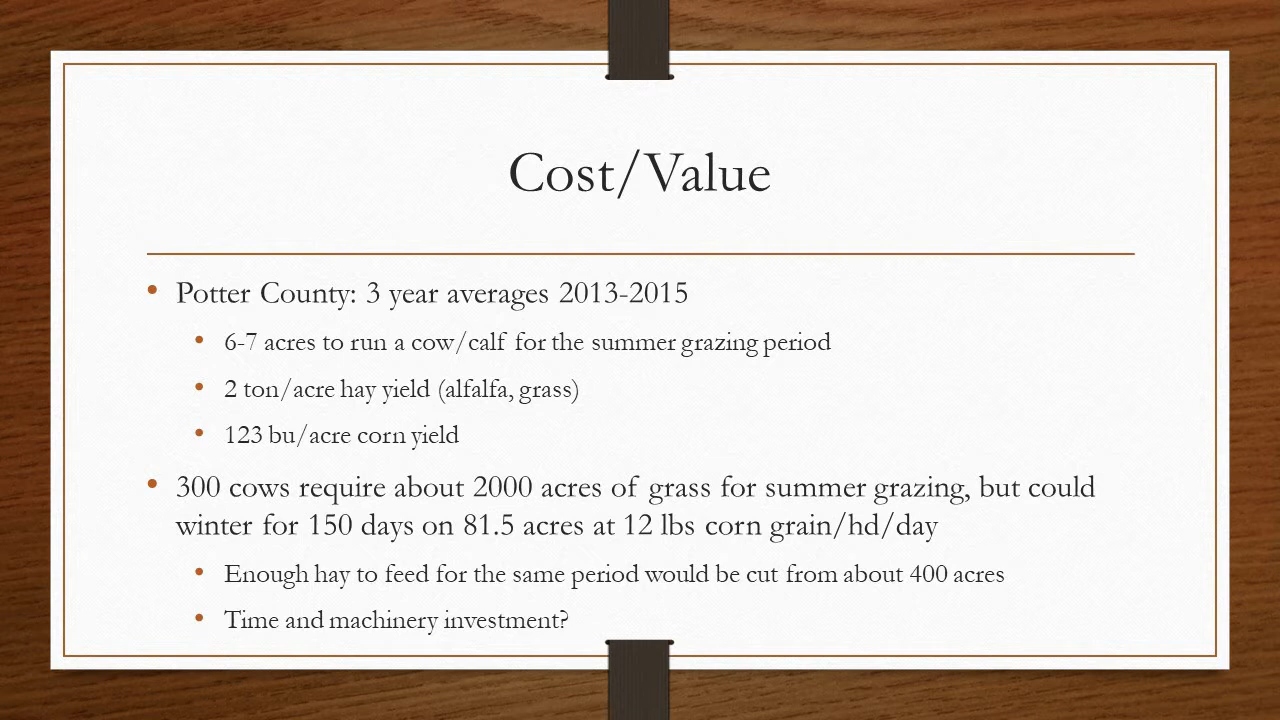 Cost/Value
• Potter County: 3 year averages 2013-2015
• 6-7 acres to run a cow/calf for the summer grazing period
• 2 ton/acre hay yield (alfalfa, grass)
• 123 bu/acre corn yield
• 300 cows require about 2000 acres of grass for summer grazing, but could
winter for 150 days on 81.5 acres at 12 lbs corn grain/hd/day
• Enough hay to feed for the same period would be cut from about 400 acres
• Time and machinery investment?